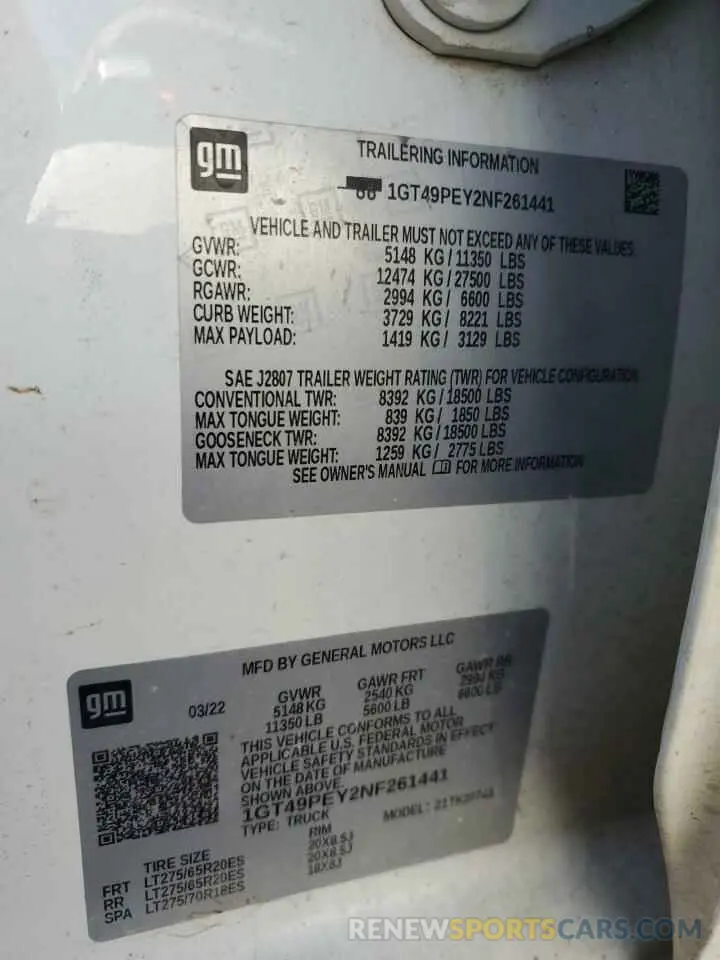 gm
TRAILERING INFORMATION
1GT49PEY2NF261441
VEHICLE AND TRAILER MUST NOT EXCEED ANY OF THESE VALUES.
GVWR: 5148 KG/11350 LBS
GCWR: 12474 KG/27500 LBS
RGAWR: 2994 KG/ 6600 LBS
CURB WEIGHT: 3729 KG/ 8221 LBS
MAX PAYLOAD: 1419 KG/ 3129 LBS
SAE J2807 TRAILER WEIGHT RATING (TWR) FOR VEHICLE CONFIGURATION
CONVENTIONAL TWR: 8392 KG/18500 LBS
MAX TONGUE WEIGHT: 839 KG/ 1850 LBS
GOOSENECK TWR: 8392 KG/18500 LBS
MAX TONGUE WEIGHT: 1259 KG/ 2775 LBS
SEE OWNER'S MANUAL FOR MORE INFORMATION
gm
MFD BY GENERAL MOTORS LLC
03/22
GVWR GAWR FRT GAWR RR
5148 KG 2540 KG 2994 KG
11350 LB 5600 LB 6600 LB
THIS VEHICLE CONFORMS TO ALL
APPLICABLE U.S. FEDERAL MOTOR
VEHICLE SAFETY STANDARDS IN EFFECT
ON THE DATE OF MANUFACTURE
SHOWN ABOVE.
1GT49PEY2NF261441
TYPE: TRUCK MODEL:
TIRE SIZE RIM
FRT LT275/65R20ES 20X8.5J
RR LT275/65R20ES 20X8.5J
SPA LT275/70R18ES 18X8J
RENEWSPORTSCARS.COM